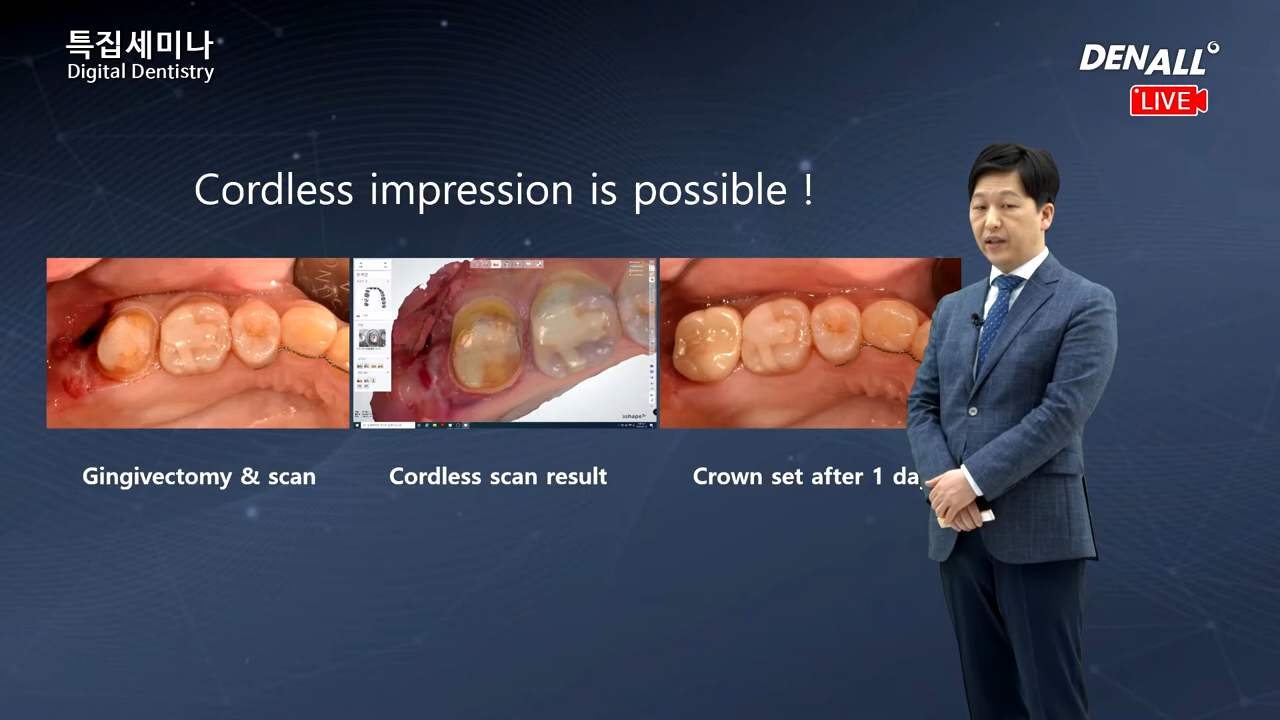 특집세미나
Digital Dentistry
DENALL
LIVE
Cordless impression is possible !
3shape
Gingivectomy & scan
Cordless scan result
Crown set after 1 da